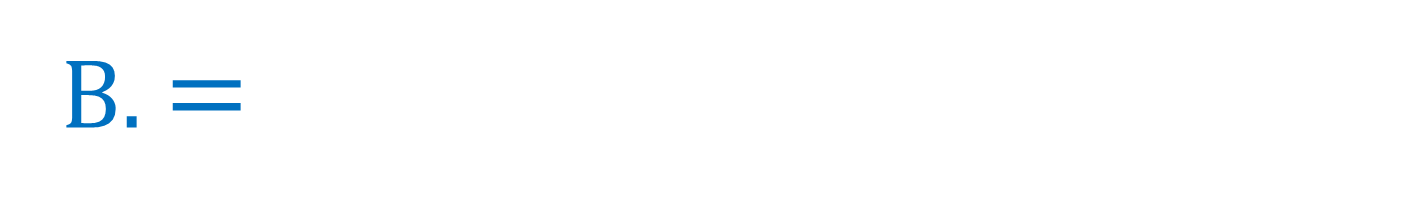 B. =